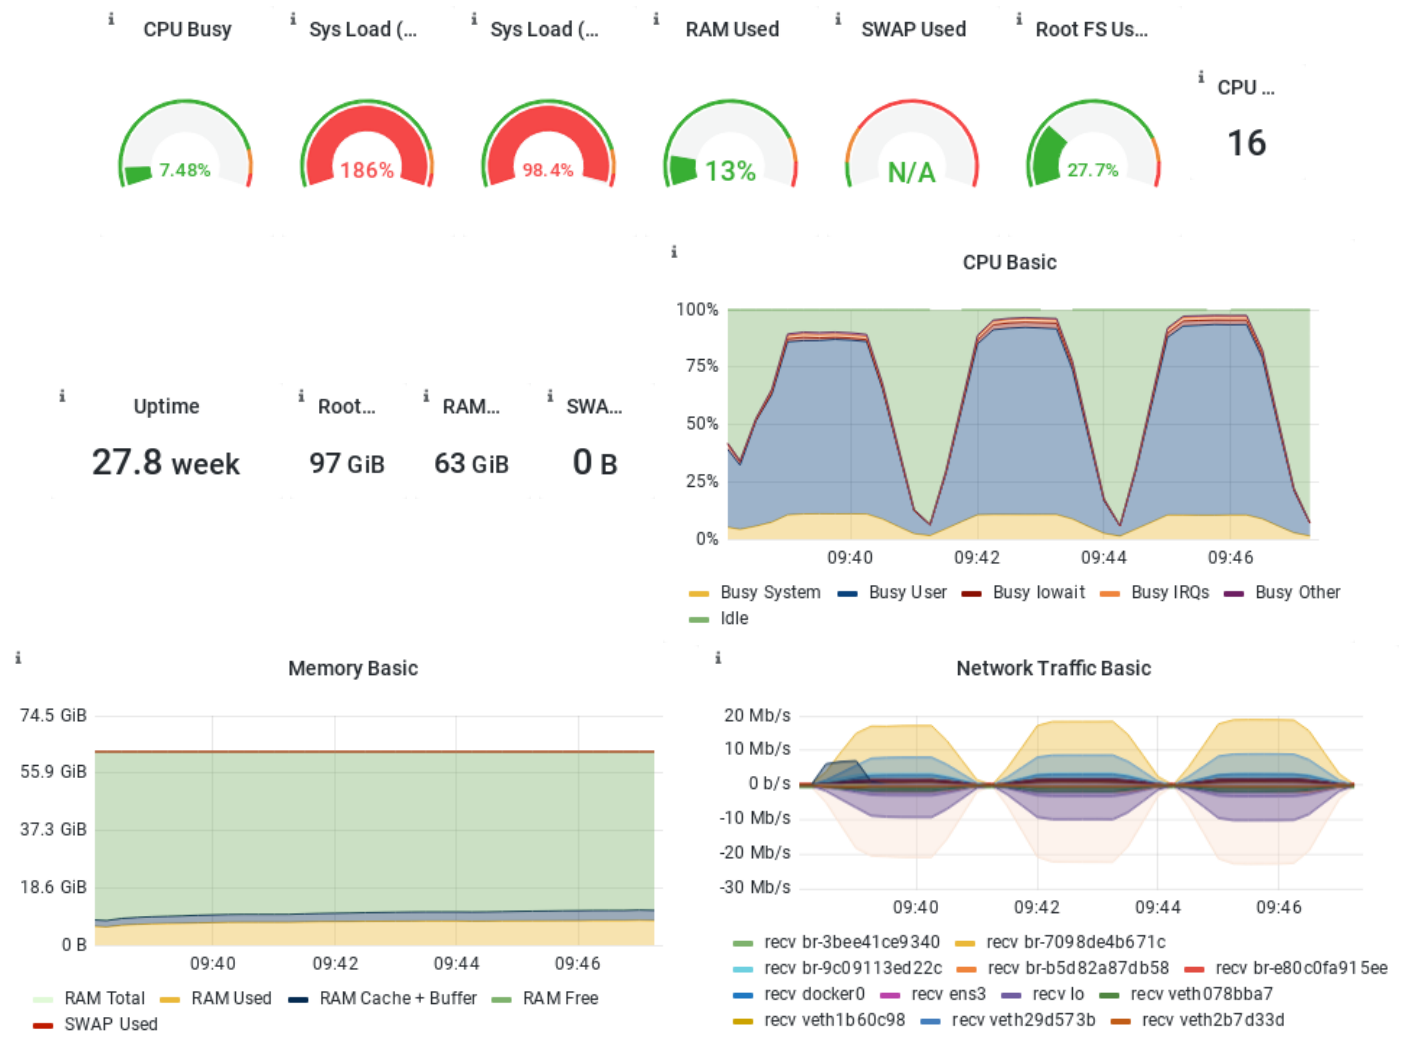 CPU Busy
Sys Load (...
Sys Load (...
RAM Used
SWAP Used
Root FS Us...
CPU ...
7.48%
186%
98.4%
13%
N/A
27.7%
16
CPU Basic
Uptime
Root...
RAM...
SWA...
27.8 week
97 GiB
63 GiB
0 B
100%
75%
50%
25%
0%
09:40 09:42 09:44 09:46
Busy System Busy User Busy Iowait Busy IRQs Busy Other
Idle
Memory Basic
74.5 GiB
55.9 GiB
37.3 GiB
18.6 GiB
0 B
09:40 09:42 09:44 09:46
RAM Total RAM Used RAM Cache + Buffer RAM Free
SWAP Used
Network Traffic Basic
20 Mb/s
10 Mb/s
0 b/s
-10 Mb/s
-20 Mb/s
-30 Mb/s
09:40 09:42 09:44 09:46
recv br-3bee41ce9340 recv br-7098de4b671c
recv br-9c09113ed22c recv br-b5d82a87db58 recv br-e80c0fa915ee
recv docker0 recv ens3 recv lo recv veth078bba7
recv veth1b60c98 recv veth29d573b recv veth2b7d33d